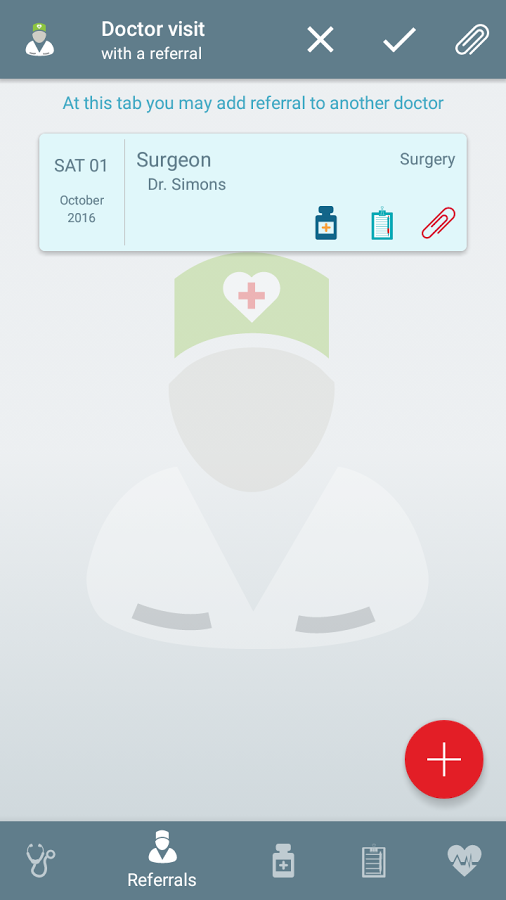 Doctor visit
with a referral
At this tab you may add referral to another doctor
SAT 01
October
2016
Surgeon
Dr. Simons
Surgery
Referrals